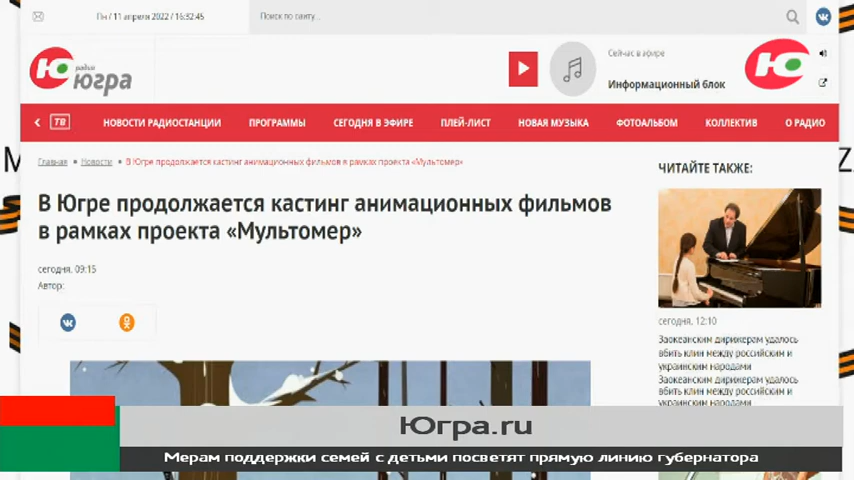 Пн / 11 апреля 2022 / 16:32:45
Поиск по сайту...
Ю
радио
югра
Сейчас в эфире
Информационный блок
Ю
ТВ
НОВОСТИ РАДИОСТАНЦИИ
ПРОГРАММЫ
СЕГОДНЯ В ЭФИРЕ
ПЛЕЙ-ЛИСТ
НОВАЯ МУЗЫКА
ФОТОАЛЬБОМ
КОЛЛЕКТИВ
О РАДИО
Главная
Новости
В Югре продолжается кастинг анимационных фильмов в рамках проекта «Мультомер»
В Югре продолжается кастинг анимационных фильмов
в рамках проекта «Мультомер»
сегодня, 09:15
Автор:
ЧИТАЙТЕ ТАКЖЕ:
сегодня, 12:10
Заокеанским дирижерам удалось
вбить клин между российским и
украинским народами
Заокеанским дирижерам удалось
вбить клин между российским и
украинским народами
Югра.ru
Мерам поддержки семей с детьми посветят прямую линию губернатора